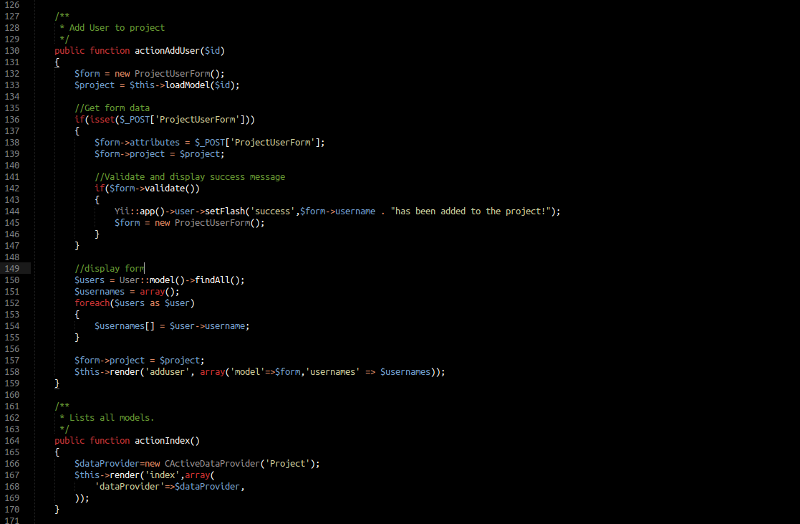 126
127 /**
128 * Add User to project
129 */
130 public function actionAddUser($id)
131 {
132 $form = new ProjectUserForm();
133 $project = $this->loadModel($id);
134
135 //Get form data
136 if(isset($_POST['ProjectUserForm']))
137 {
138 $form->attributes = $_POST['ProjectUserForm'];
139 $form->project = $project;
140
141 //Validate and display success message
142 if($form->validate())
143 {
144 Yii::app()->user->setFlash('success',$form->username . "has been added to the project!");
145 $form = new ProjectUserForm();
146 }
147 }
148
149 //display form
150 $users = User::model()->findAll();
151 $usernames = array();
152 foreach($users as $user)
153 {
154 $usernames[] = $user->username;
155 }
156
157 $form->project = $project;
158 $this->render('adduser', array('model'=>$form,'usernames' => $usernames));
159 }
160
161 /**
162 * Lists all models.
163 */
164 public function actionIndex()
165 {
166 $dataProvider=new CActiveDataProvider('Project');
167 $this->render('index',array(
168 'dataProvider'=>$dataProvider,
169 ));
170 }
171